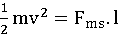 ½ mv² = Fₘₛ. l